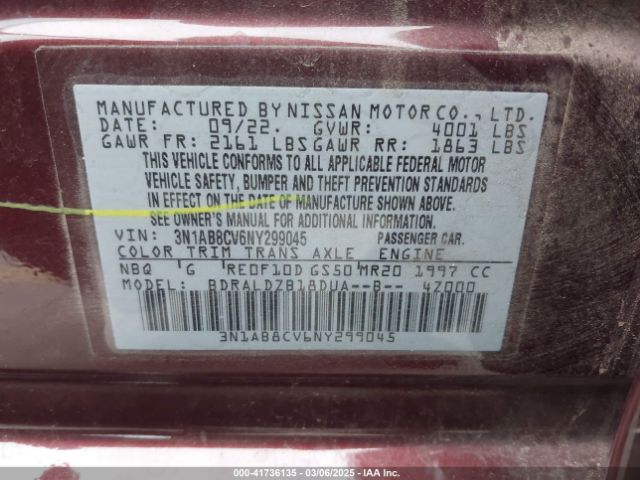 MANUFACTURED BY NISSAN MOTOR CO., LTD.
DATE: 09/22. GVWR: 4001 LBS
GAWR FR: 2161 LBS GAWR RR: 1863 LBS
THIS VEHICLE CONFORMS TO ALL APPLICABLE FEDERAL MOTOR
VEHICLE SAFETY, BUMPER AND THEFT PREVENTION STANDARDS
IN EFFECT ON THE DATE OF MANUFACTURE SHOWN ABOVE.
SEE OWNER'S MANUAL FOR ADDITIONAL INFORMATION.
VIN: 3N1AB8CV6NY299045 PASSENGER CAR.
COLOR TRIM TRANS AXLE ENGINE
NBQ G RE0F10D GS50 MR20 1997 CC
MODEL: BDRALDZB18DUA--B-- 4Z000
3N1AB8CV6NY299045
000-41736135 - 03/06/2025 - IAA Inc.